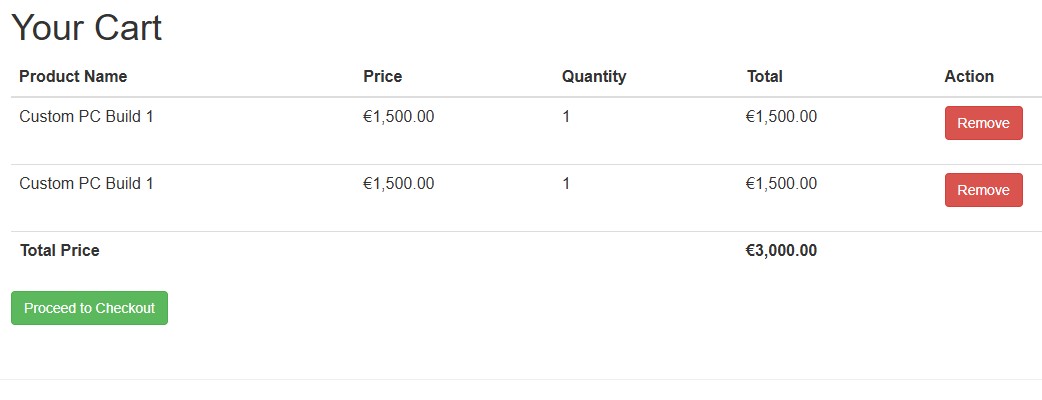 Your Cart
Product Name Price Quantity Total Action
Custom PC Build 1 €1,500.00 1 €1,500.00 Remove
Custom PC Build 1 €1,500.00 1 €1,500.00 Remove
Total Price €3,000.00
Proceed to Checkout